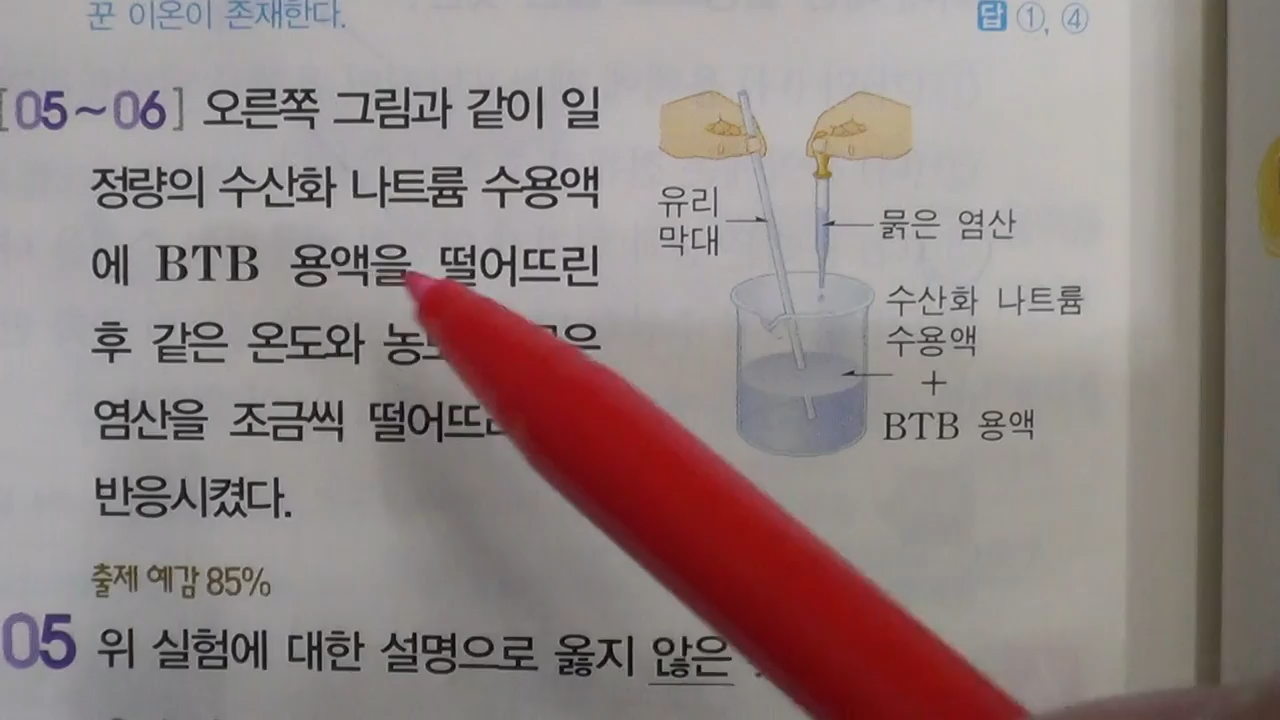 꾼 이온이 존재한다.
답 ①, ④
[05~06] 오른쪽 그림과 같이 일
정량의 수산화 나트륨 수용액
에 BTB 용액을 떨어뜨린
후 같은 온도와
염산을 조금씩
반응시켰다.
유리
막대
묽은 염산
수산화 나트륨
수용액
+
BTB 용액
출제 예감 85%
05 위 실험에 대한 설명으로 옳지 않은